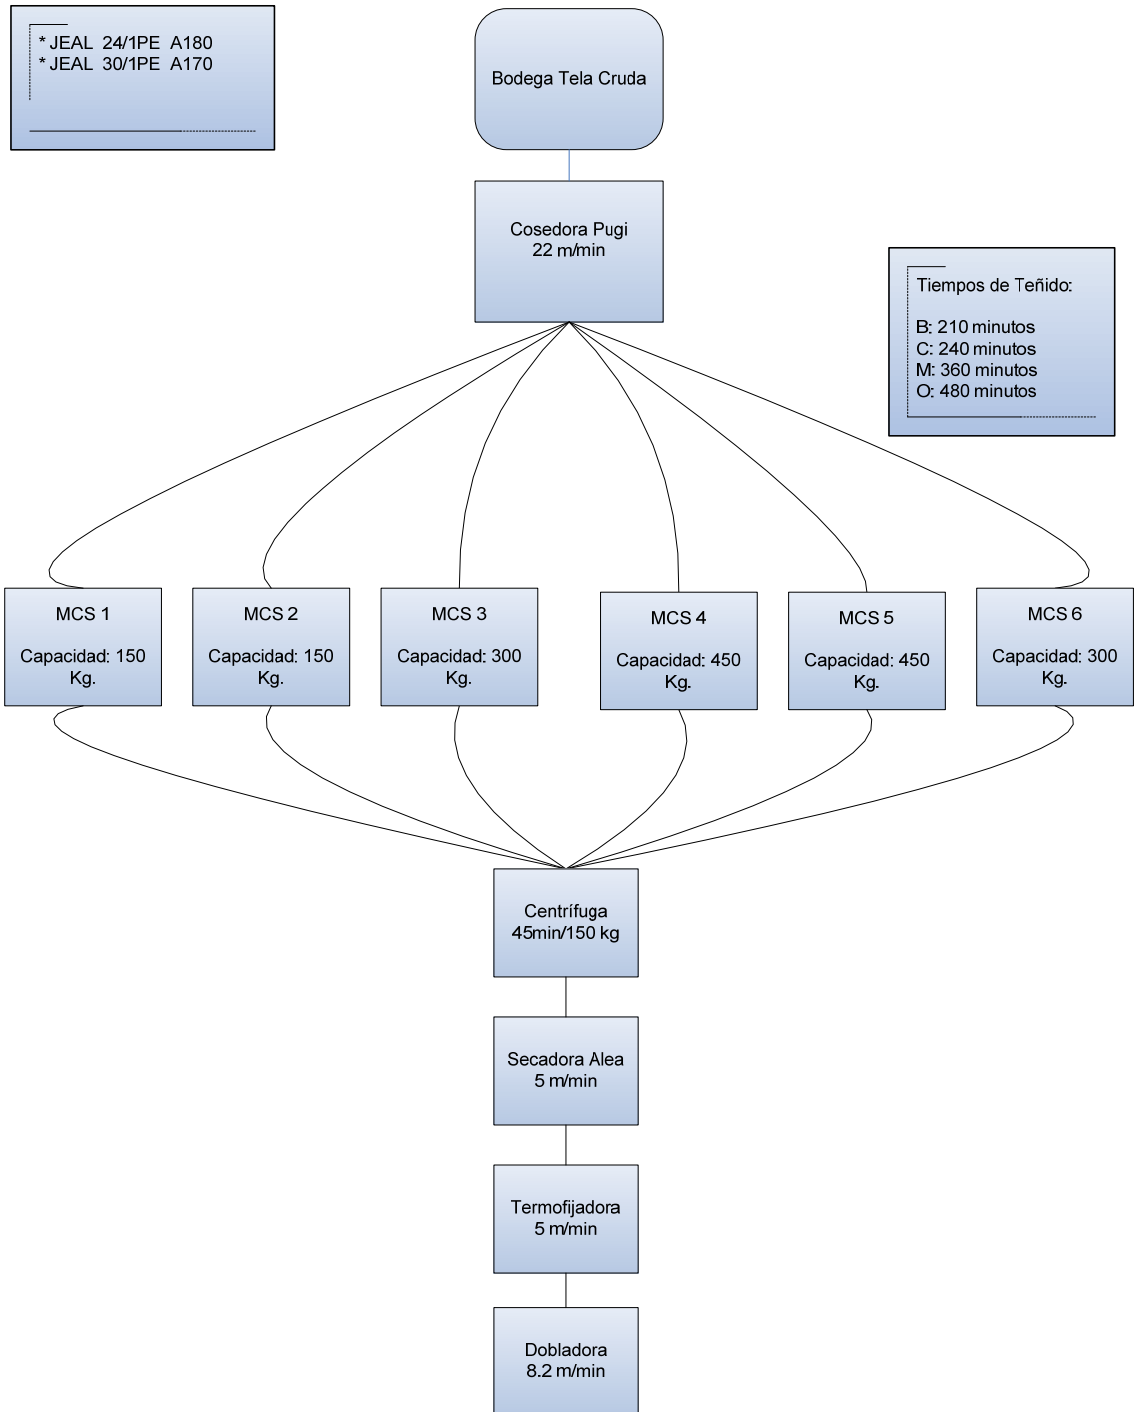 * JEAL 24/1PE A180
* JEAL 30/1PE A170
Bodega Tela Cruda
Cosedora Pugi
22 m/min
Tiempos de Teñido:
B: 210 minutos
C: 240 minutos
M: 360 minutos
O: 480 minutos
MCS 1
Capacidad: 150
Kg.
MCS 2
Capacidad: 150
Kg.
MCS 3
Capacidad: 300
Kg.
MCS 4
Capacidad: 450
Kg.
MCS 5
Capacidad: 450
Kg.
MCS 6
Capacidad: 300
Kg.
Centrífuga
45min/150 kg
Secadora Alea
5 m/min
Termofijadora
5 m/min
Dobladora
8.2 m/min